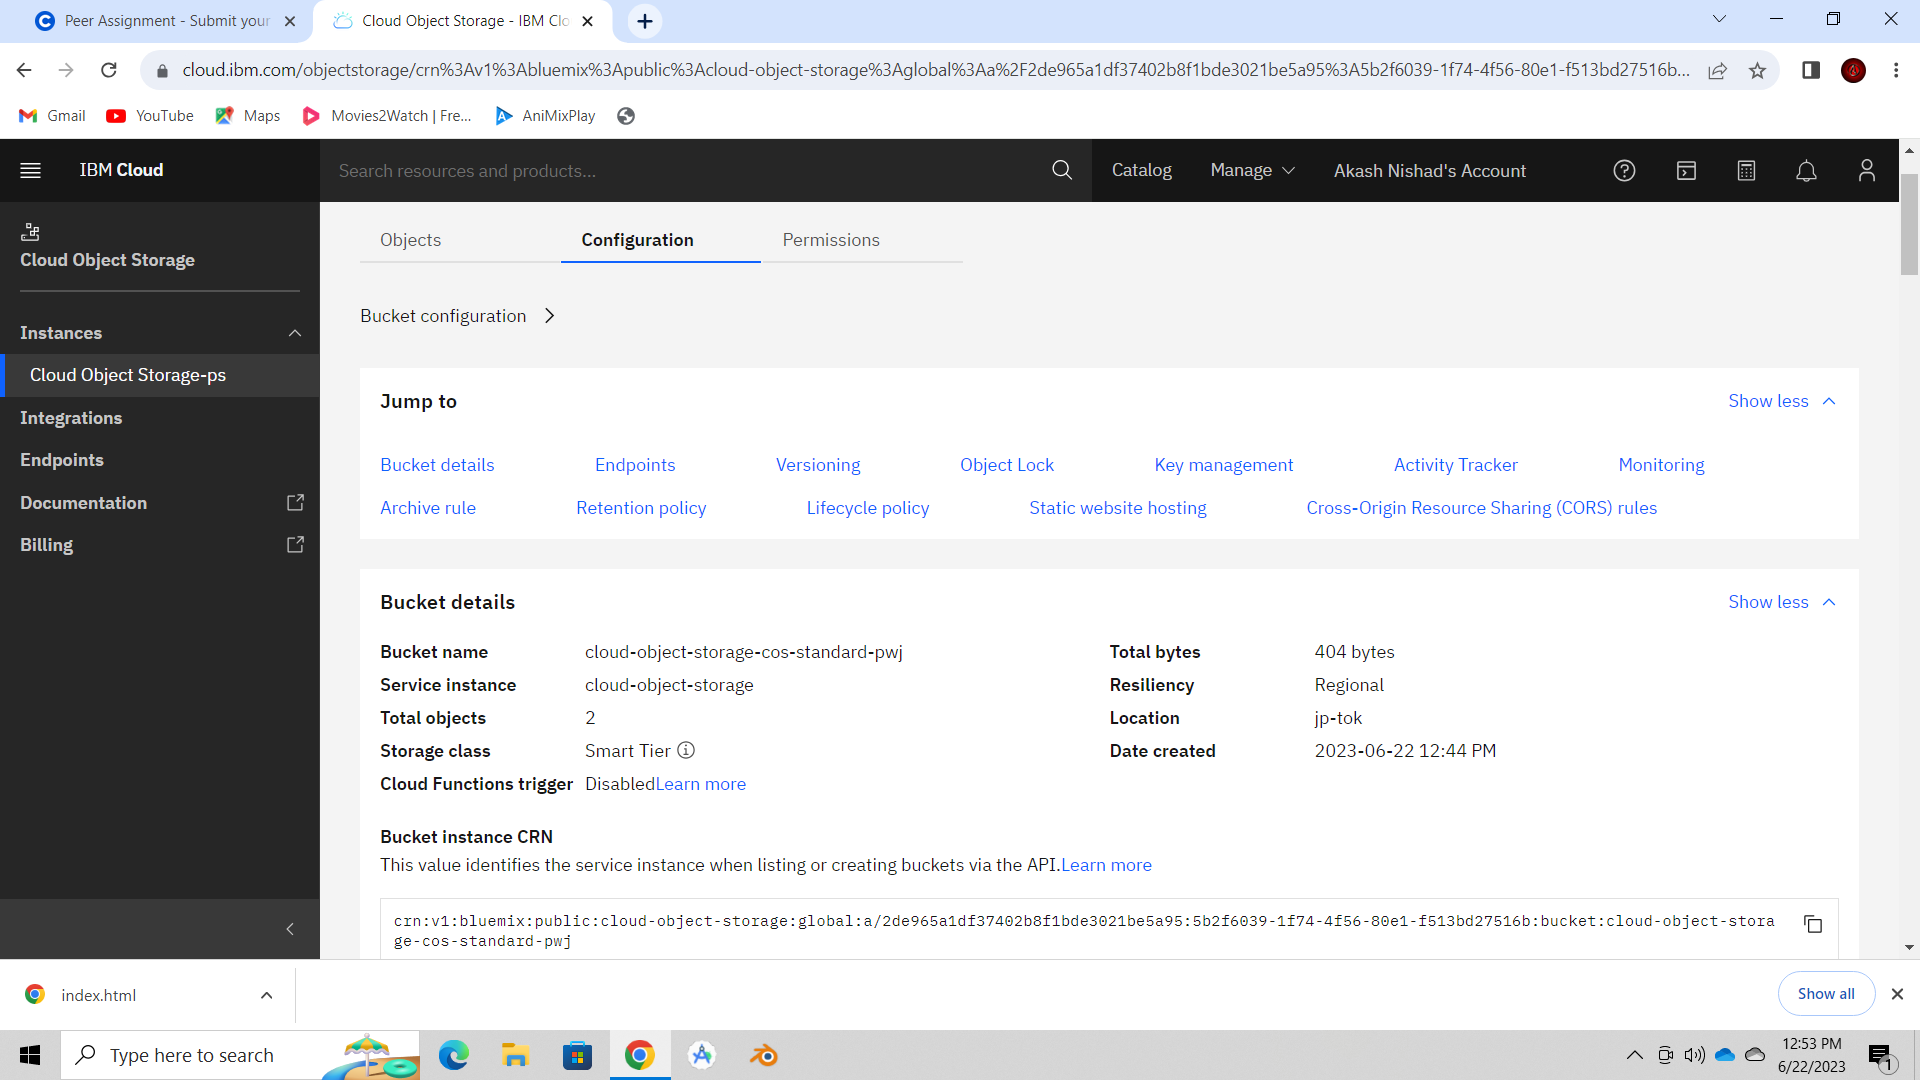 Peer Assignment - Submit your
Cloud Object Storage - IBM Clo
cloud.ibm.com/objectstorage/crn%3Av1%3Abluemix%3Apublic%3Acloud-object-storage%3Aglobal%3Aa%2F2de965a1df37402b8f1bde3021be5a95%3A5b2f6039-1f74-4f56-80e1-f513bd27516b...
Gmail YouTube Maps Movies2Watch | Fre... AniMixPlay
IBM Cloud
Search resources and products...
Catalog Manage Akash Nishad's Account
Cloud Object Storage
Instances
Cloud Object Storage-ps
Integrations
Endpoints
Documentation
Billing
Objects Configuration Permissions
Bucket configuration
Jump to Show less
Bucket details Endpoints Versioning Object Lock Key management Activity Tracker Monitoring
Archive rule Retention policy Lifecycle policy Static website hosting Cross-Origin Resource Sharing (CORS) rules
Bucket details Show less
Bucket name cloud-object-storage-cos-standard-pwj Total bytes 404 bytes
Service instance cloud-object-storage Resiliency Regional
Total objects 2 Location jp-tok
Storage class Smart Tier Date created 2023-06-22 12:44 PM
Cloud Functions trigger DisabledLearn more
Bucket instance CRN
This value identifies the service instance when listing or creating buckets via the API.Learn more
crn:v1:bluemix:public:cloud-object-storage:global:a/2de965a1df37402b8f1bde3021be5a95:5b2f6039-1f74-4f56-80e1-f513bd27516b:bucket:cloud-object-stora
ge-cos-standard-pwj
index.html
Show all
Type here to search
12:53 PM
6/22/2023
1